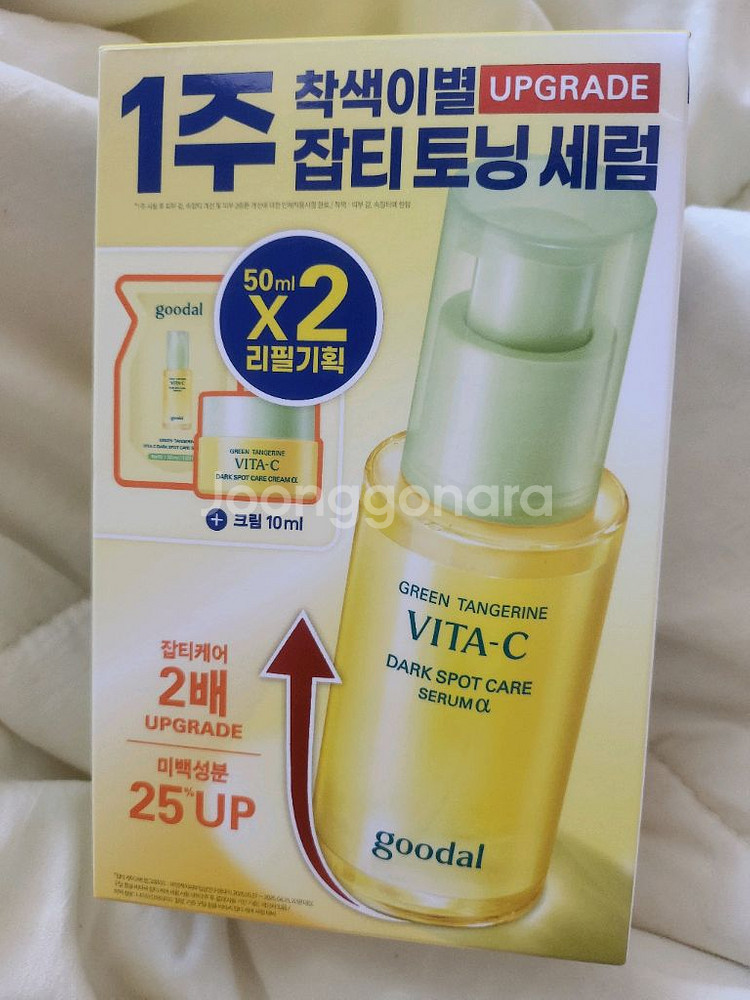 1주 착색이별 UPGRADE
잡티 토닝 세럼
50ml
X2
리필기획
goodal
VITA-C
goodal
GREEN TANGERINE
VITA-C
DARK SPOT CARE CREAM α
+ 크림 10ml
Joonggonara
GREEN TANGERINE
VITA-C
DARK SPOT CARE
SERUM α
goodal
잡티케어
2배
UPGRADE
미백성분
25% UP